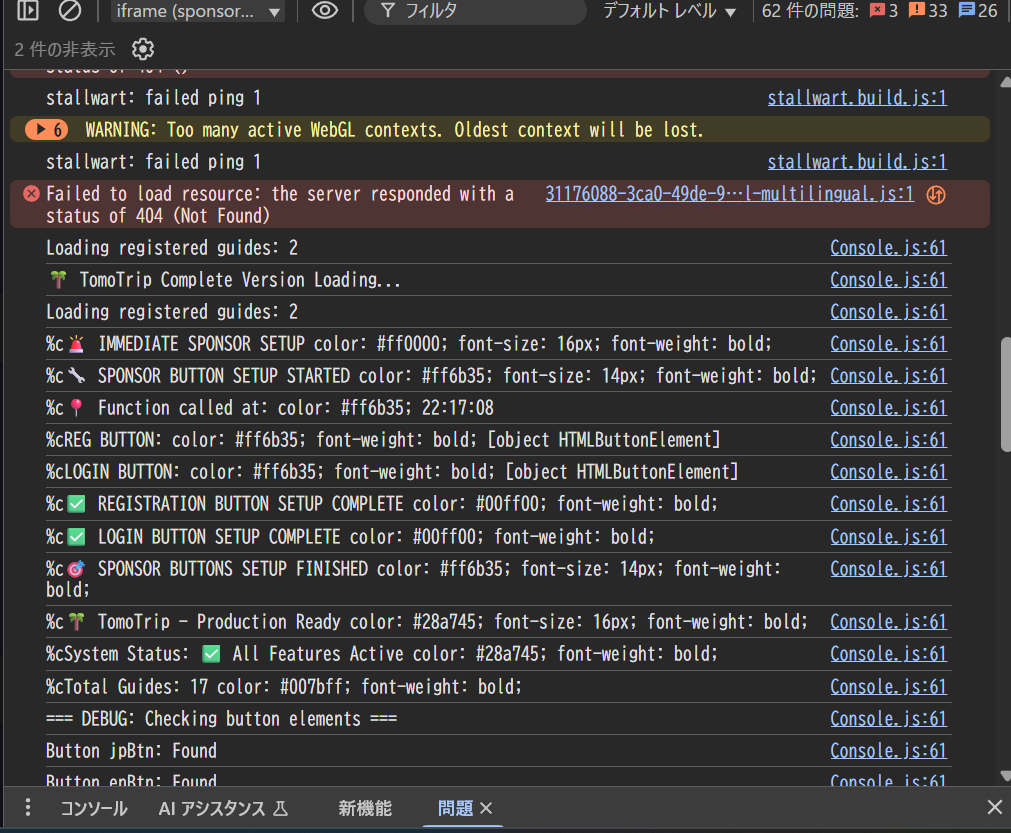 iframe (sponsor... ▼
フィルタ
デフォルト レベル ▼
62 件の問題: 3 33 26
2 件の非表示
stallwart: failed ping 1 stallwart.build.js:1
6 WARNING: Too many active WebGL contexts. Oldest context will be lost.
stallwart: failed ping 1 stallwart.build.js:1
Failed to load resource: the server responded with a 31176088-3ca0-49de-9…l-multilingual.js:1
status of 404 (Not Found)
Loading registered guides: 2 Console.js:61
🌴 TomoTrip Complete Version Loading... Console.js:61
Loading registered guides: 2 Console.js:61
%c🚨 IMMEDIATE SPONSOR SETUP color: #ff0000; font-size: 16px; font-weight: bold; Console.js:61
%c🔧 SPONSOR BUTTON SETUP STARTED color: #ff6b35; font-size: 14px; font-weight: bold; Console.js:61
%c📍 Function called at: color: #ff6b35; 22:17:08 Console.js:61
%cREG BUTTON: color: #ff6b35; font-weight: bold; [object HTMLButtonElement] Console.js:61
%cLOGIN BUTTON: color: #ff6b35; font-weight: bold; [object HTMLButtonElement] Console.js:61
%c✅ REGISTRATION BUTTON SETUP COMPLETE color: #00ff00; font-weight: bold; Console.js:61
%c✅ LOGIN BUTTON SETUP COMPLETE color: #00ff00; font-weight: bold; Console.js:61
%c🎯 SPONSOR BUTTONS SETUP FINISHED color: #ff6b35; font-size: 14px; font-weight: Console.js:61
bold;
%c🌴 TomoTrip - Production Ready color: #28a745; font-size: 16px; font-weight: bold; Console.js:61
%cSystem Status: ✅ All Features Active color: #28a745; font-weight: bold; Console.js:61
%cTotal Guides: 17 color: #007bff; font-weight: bold; Console.js:61
=== DEBUG: Checking button elements === Console.js:61
Button jpBtn: Found Console.js:61
Button enBtn: Found Console.js:61
コンソール AI アシスタンス 新機能 問題 ×